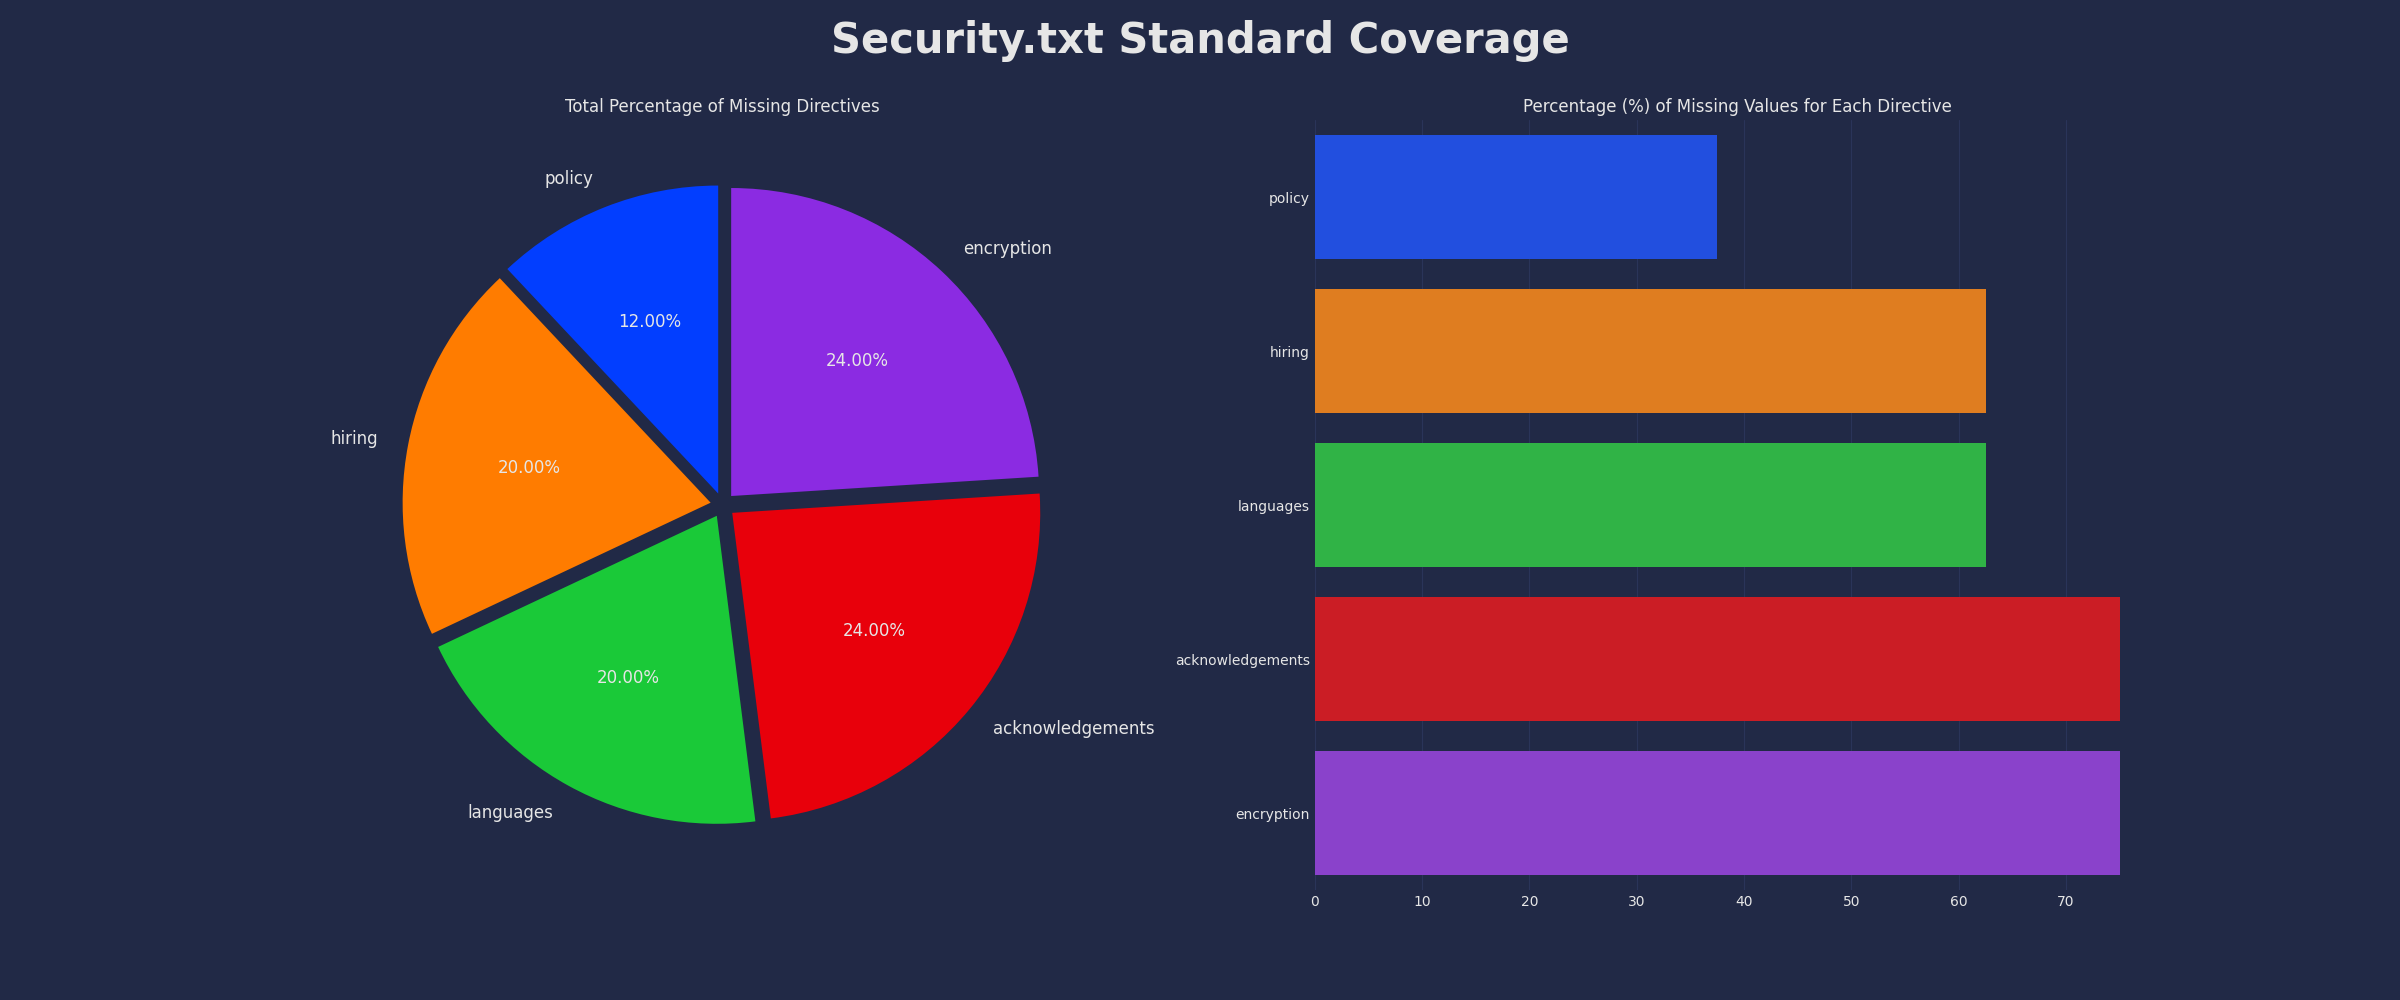 Security.txt Standard Coverage
Total Percentage of Missing Directives
policy
encryption
12.00%
24.00%
hiring
20.00%
24.00%
20.00%
acknowledgements
languages
Percentage (%) of Missing Values for Each Directive
policy
hiring
languages
acknowledgements
encryption
0 10 20 30 40 50 60 70